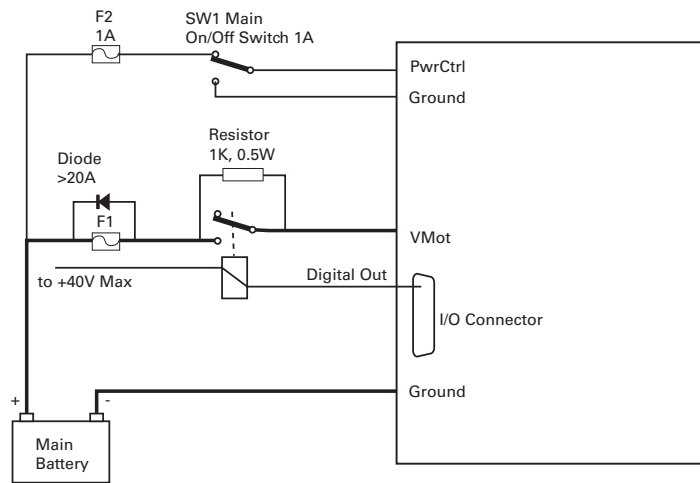 F2
1A
SW1 Main
On/Off Switch 1A
PwrCtrl
Ground
Resistor
1K, 0.5W
Diode
>20A
F1
VMot
to +40V Max
Digital Out
I/O Connector
Ground
+
-
Main
Battery